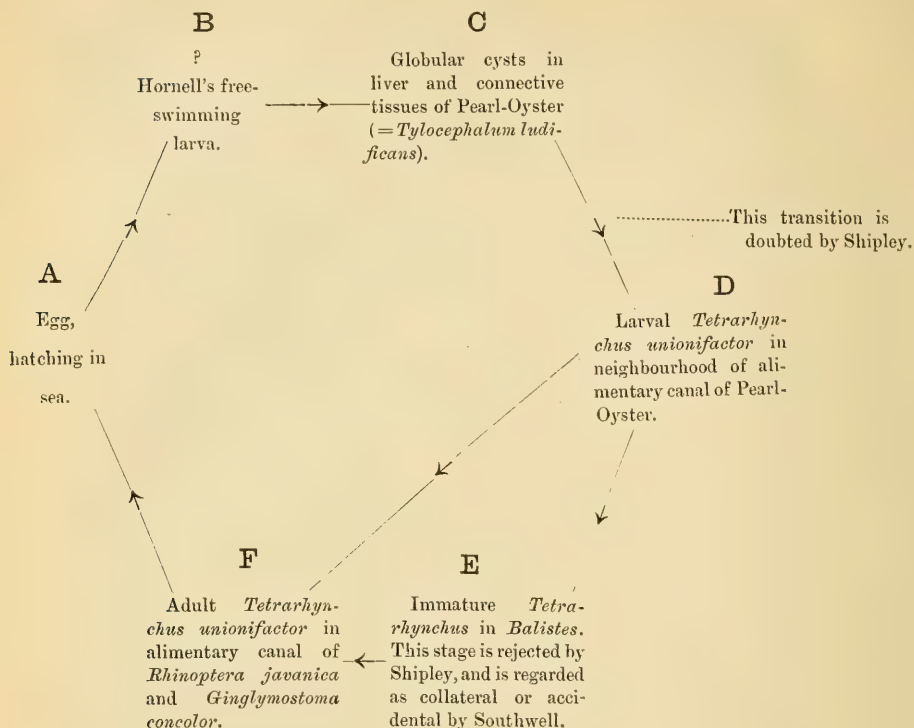 B
?
Hornell's free-
swimming
larva.
C
Globular cysts in
liver and connective
tissues of Pearl-Oyster
(=Tylocephalum ludi-
ficans).
This transition is
doubted by Shipley.
A
Egg,
hatching in
sea.
D
Larval Tetrarhyn-
chus unionifactor in
neighbourhood of ali-
mentary canal of Pearl-
Oyster.
F
Adult Tetrarhyn-
chus unionifactor in
alimentary canal of
Rhinoptera javanica
and Ginglymostoma
concolor.
E
Immature Tetra-
rhynchus in Balistes.
This stage is rejected by
Shipley, and is regarded
as collateral or acci-
dental by Southwell.